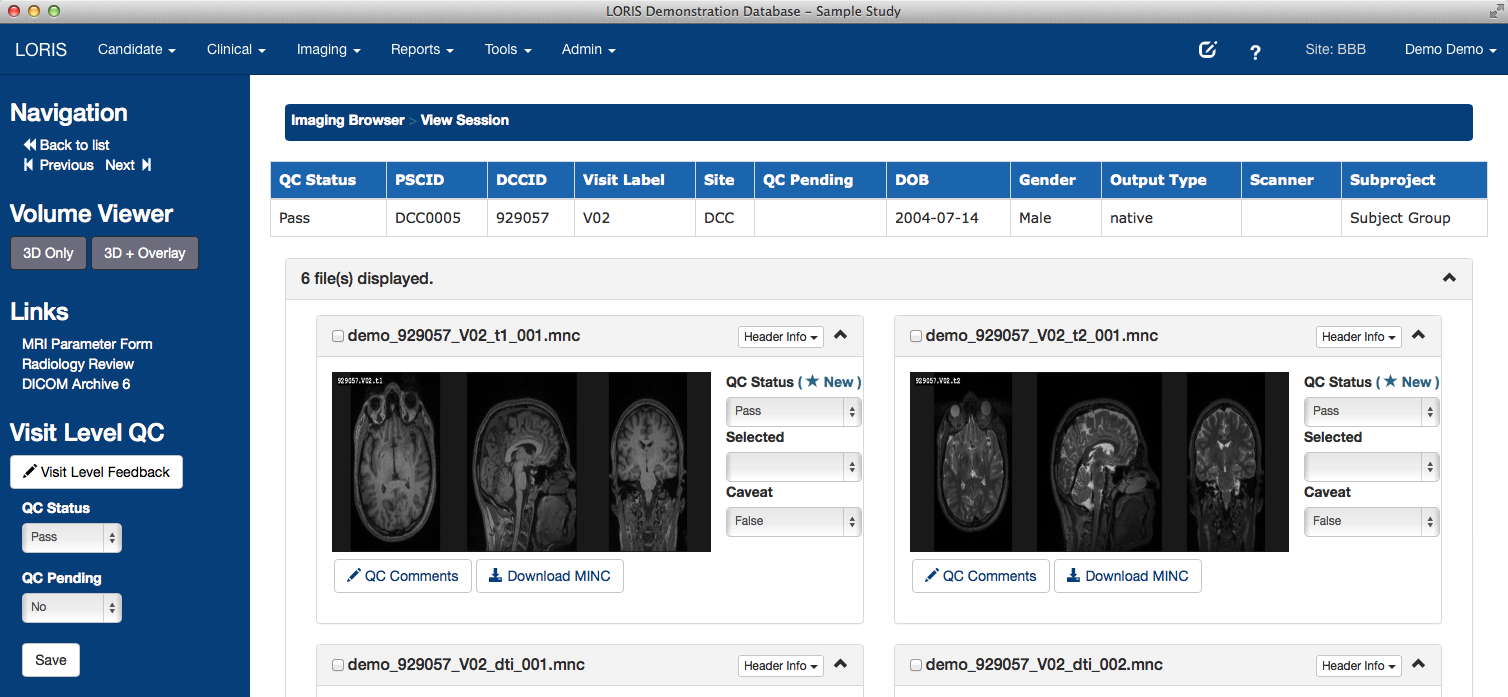 LORIS Demonstration Database – Sample Study
LORIS Candidate Clinical Imaging Reports Tools Admin ? Site: BBB Demo Demo
Navigation
Back to list
Previous Next
Volume Viewer
3D Only 3D + Overlay
Links
MRI Parameter Form
Radiology Review
DICOM Archive 6
Visit Level QC
Visit Level Feedback
QC Status
Pass
QC Pending
No
Save
Imaging Browser > View Session
QC Status PSCID DCCID Visit Label Site QC Pending DOB Gender Output Type Scanner Subproject
Pass DCC0005 929057 V02 DCC 2004-07-14 Male native Subject Group
6 file(s) displayed.
demo_929057_V02_t1_001.mnc Header Info
929057.V02.t1
QC Status ( ★ New )
Pass
Selected
Caveat
False
QC Comments Download MINC
demo_929057_V02_t2_001.mnc Header Info
929057.V02.t2
QC Status ( ★ New )
Pass
Selected
Caveat
False
QC Comments Download MINC
demo_929057_V02_dti_001.mnc Header Info
demo_929057_V02_dti_002.mnc Header Info